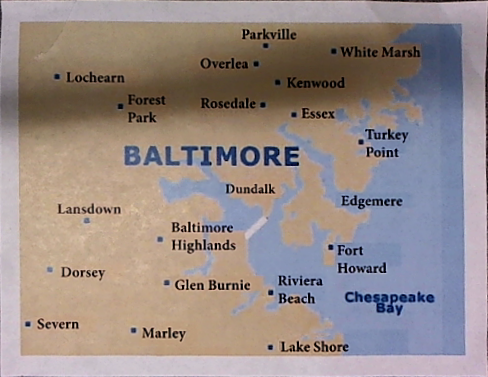 Parkville
White Marsh
Overlea
Lochearn
Kenwood
Forest
Park
Rosedale
Essex
Turkey
Point
BALTIMORE
Dundalk
Edgemere
Lansdown
Baltimore
Highlands
Fort
Howard
Dorsey
Glen Burnie
Riviera
Beach
Chesapeake
Bay
Severn
Marley
Lake Shore